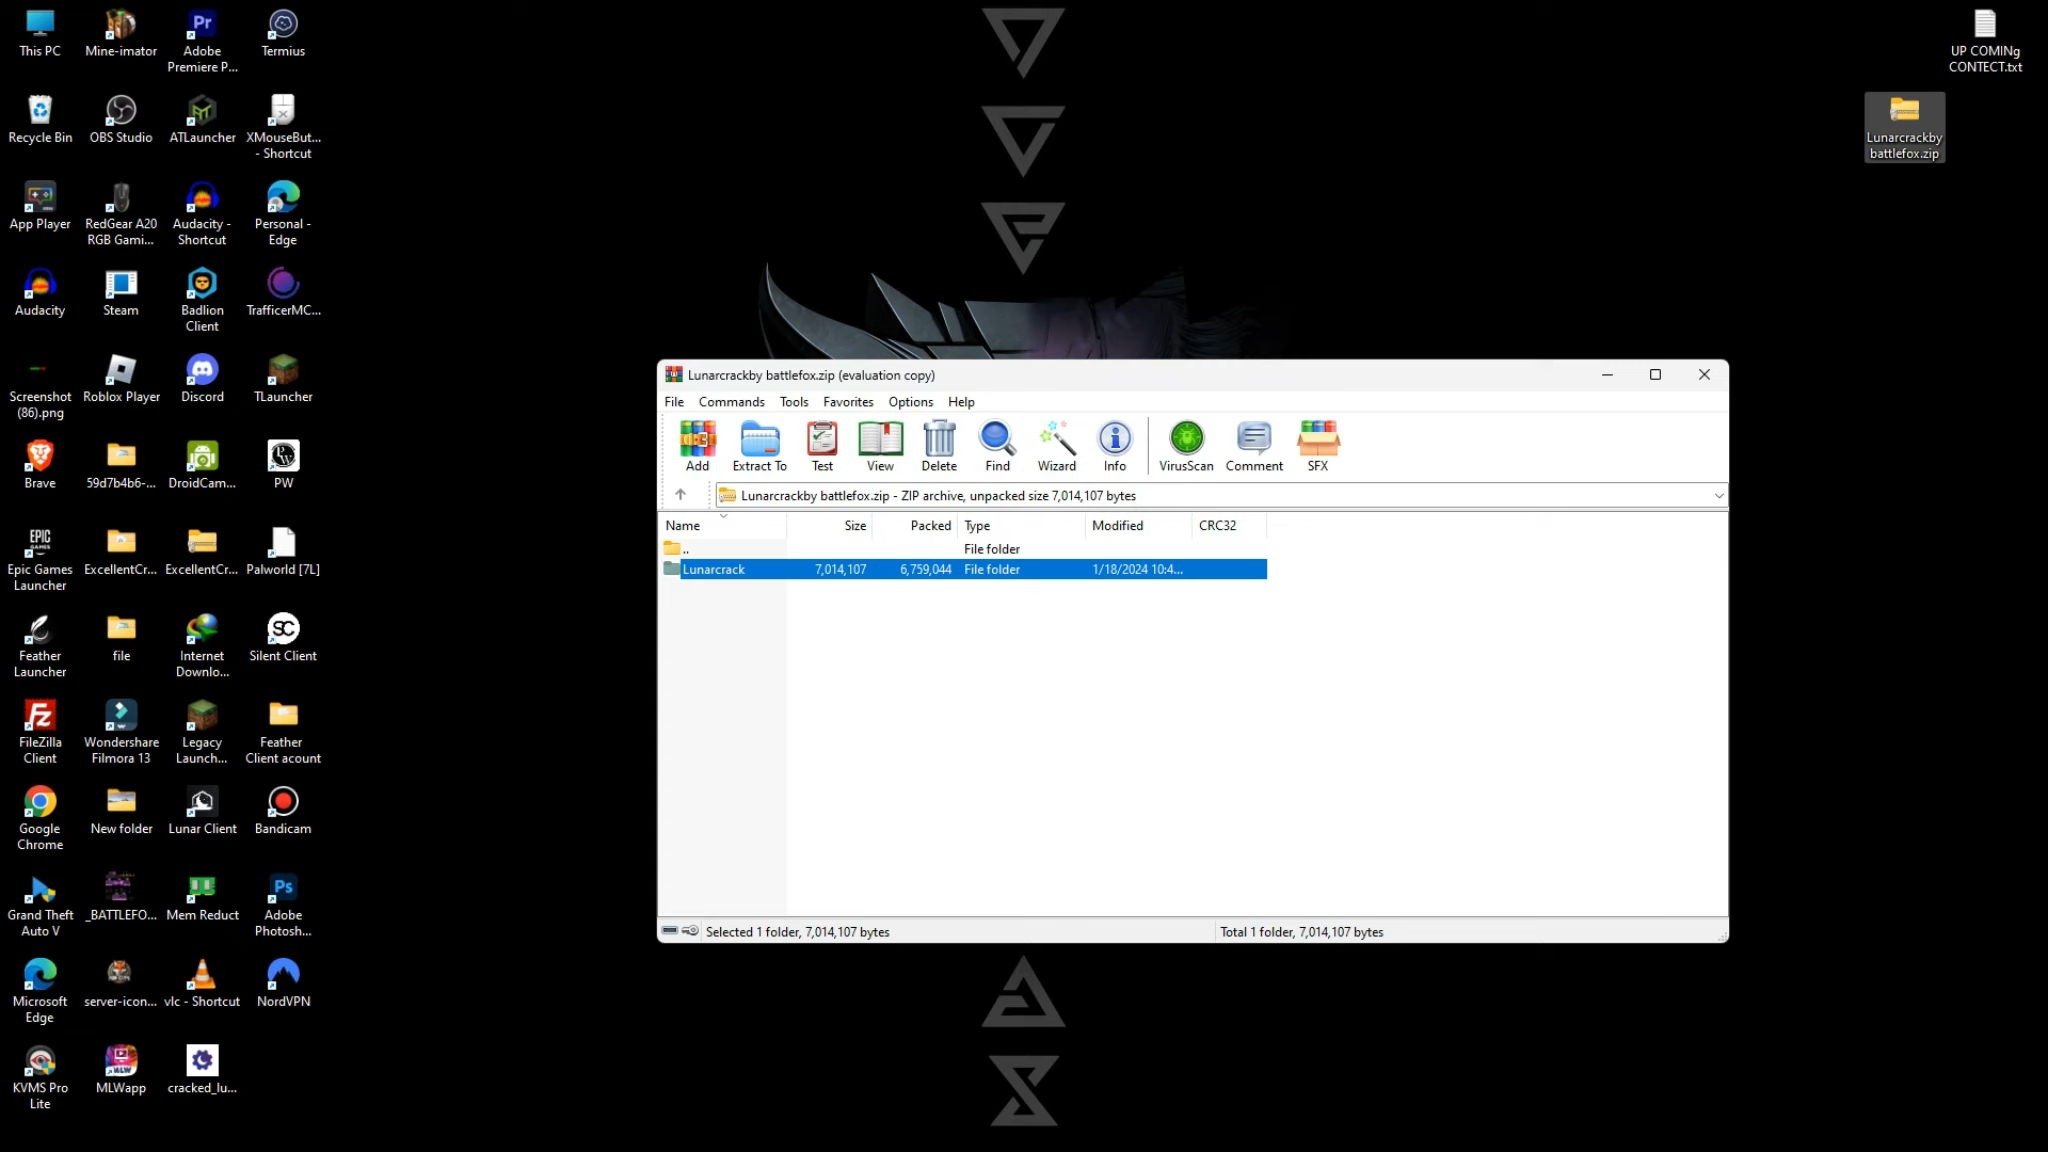 This PC
Mine-imator
Adobe
Premiere P...
Termius
Recycle Bin
OBS Studio
ATLauncher
XMouseBut...
- Shortcut
App Player
RedGear A20
RGB Gami...
Audacity -
Shortcut
Personal -
Edge
Audacity
Steam
Badlion
Client
TrafficerMC...
Screenshot
(86).png
Roblox Player
Discord
TLauncher
Brave
59d7b4b6-...
DroidCam...
PW
Epic Games
Launcher
ExcellentCr...
ExcellentCr...
Palworld [7L]
Feather
Launcher
file
Internet
Downlo...
Silent Client
FileZilla
Client
Wondershare
Filmora 13
Legacy
Launch...
Feather
Client acount
Google
Chrome
New folder
Lunar Client
Bandicam
Grand Theft
Auto V
_BATTLEFO...
Mem Reduct
Adobe
Photosh...
Microsoft
Edge
server-icon...
vlc - Shortcut
NordVPN
KVMS Pro
Lite
MLWapp
cracked_lu...
UP COMINg
CONTECT.txt
Lunarcrackby
battlefox.zip
Lunarcrackby battlefox.zip (evaluation copy)
File Commands Tools Favorites Options Help
Add Extract To Test View Delete Find Wizard Info VirusScan Comment SFX
Lunarcrackby battlefox.zip - ZIP archive, unpacked size 7,014,107 bytes
Name Size Packed Type Modified CRC32
.. File folder
Lunarcrack 7,014,107 6,759,044 File folder 1/18/2024 10:4...
Selected 1 folder, 7,014,107 bytes
Total 1 folder, 7,014,107 bytes